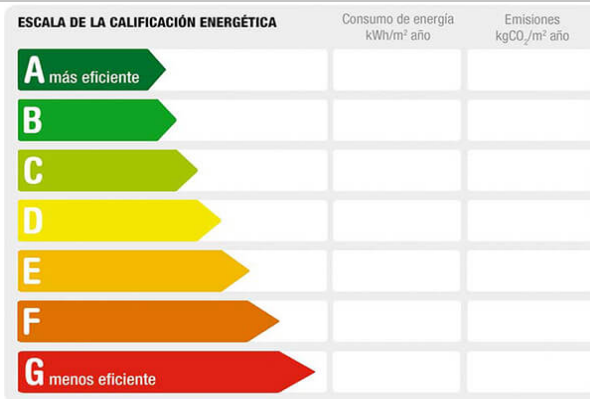 ESCALA DE LA CALIFICACIÓN ENERGÉTICA
Consumo de energía
kWh/m² año
Emisiones
kgCO₂/m² año
A más eficiente
B
C
D
E
F
G menos eficiente